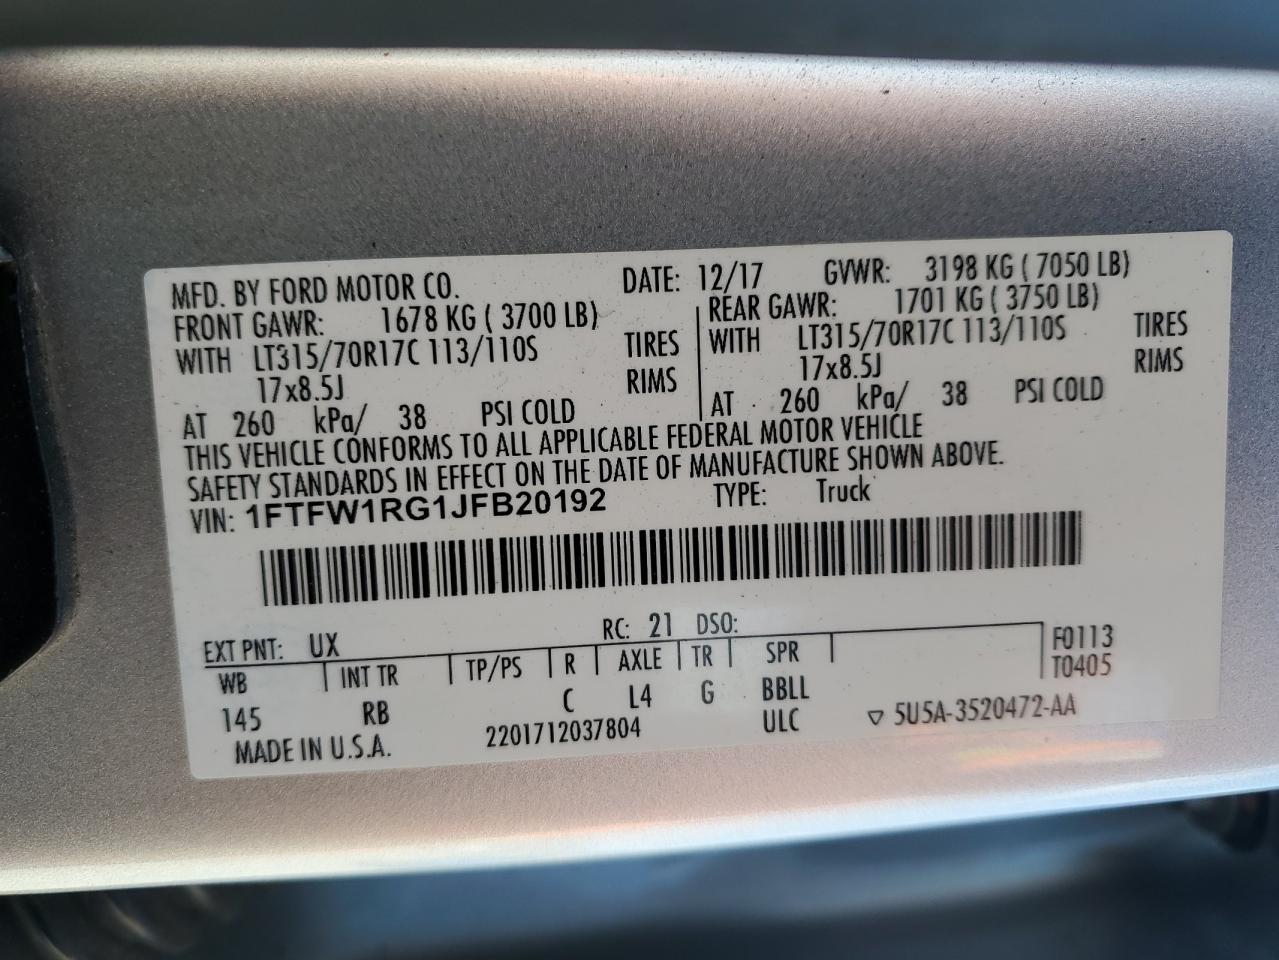 MFD. BY FORD MOTOR CO. DATE: 12/17 GVWR: 3198 KG ( 7050 LB)
FRONT GAWR: 1678 KG ( 3700 LB) REAR GAWR: 1701 KG ( 3750 LB)
WITH LT315/70R17C 113/110S TIRES WITH LT315/70R17C 113/110S TIRES
17x8.5J RIMS 17x8.5J RIMS
AT 260 kPa/ 38 PSI COLD AT 260 kPa/ 38 PSI COLD
THIS VEHICLE CONFORMS TO ALL APPLICABLE FEDERAL MOTOR VEHICLE
SAFETY STANDARDS IN EFFECT ON THE DATE OF MANUFACTURE SHOWN ABOVE.
VIN: 1FTFW1RG1JFB20192 TYPE: Truck
EXT PNT: UX RC: 21 DSO: F0113
WB INT TR TP/PS R AXLE TR SPR T0405
145 RB C L4 G BBLL
MADE IN U.S.A. 2201712037804 ULC ▽ 5U5A-3520472-AA